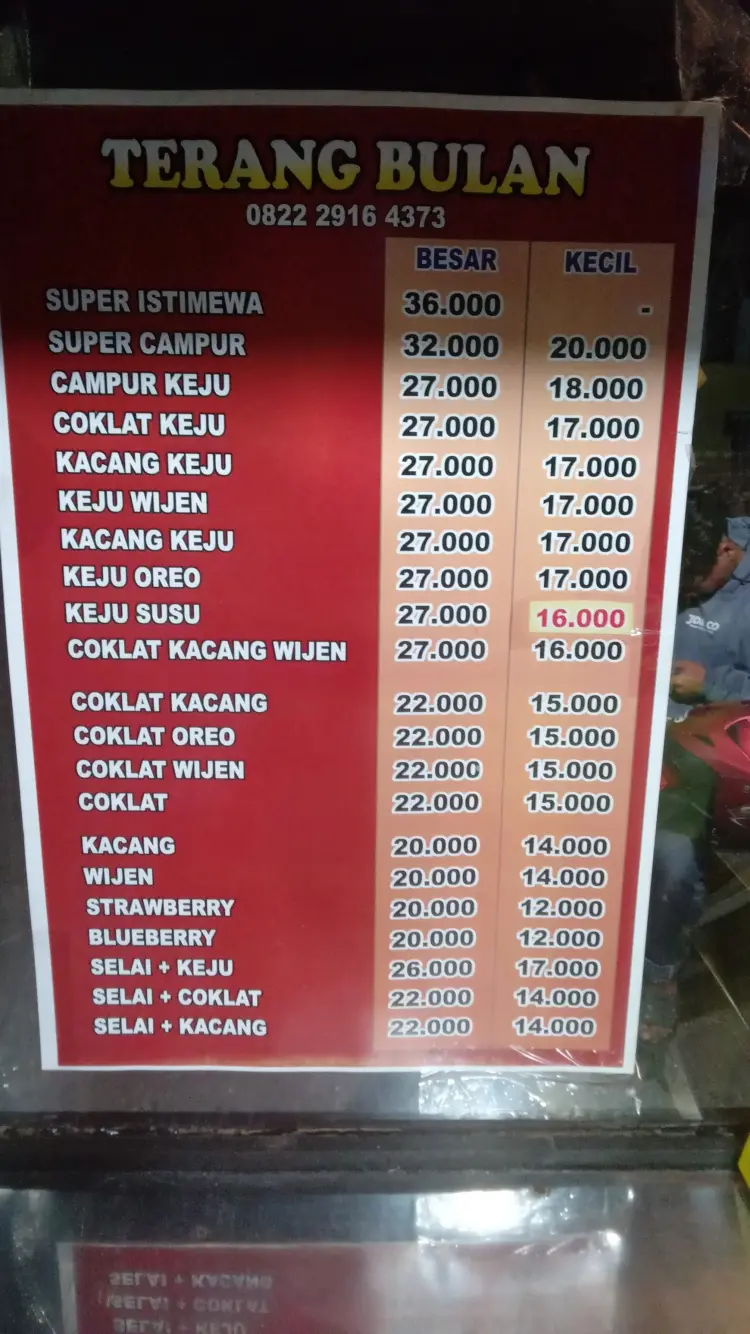 TERANG BULAN
0822 2916 4373
BESAR KECIL
SUPER ISTIMEWA 36.000 -
SUPER CAMPUR 32.000 20.000
CAMPUR KEJU 27.000 18.000
COKLAT KEJU 27.000 17.000
KACANG KEJU 27.000 17.000
KEJU WIJEN 27.000 17.000
KACANG KEJU 27.000 17.000
KEJU OREO 27.000 17.000
KEJU SUSU 27.000 16.000
COKLAT KACANG WIJEN 27.000 16.000
COKLAT KACANG 22.000 15.000
COKLAT OREO 22.000 15.000
COKLAT WIJEN 22.000 15.000
COKLAT 22.000 15.000
KACANG 20.000 14.000
WIJEN 20.000 14.000
STRAWBERRY 20.000 12.000
BLUEBERRY 20.000 12.000
SELAI + KEJU 26.000 17.000
SELAI + COKLAT 22.000 14.000
SELAI + KACANG 22.000 14.000
SELAI + KACANG
SELAI + COKLAT
SELAI + KEJU